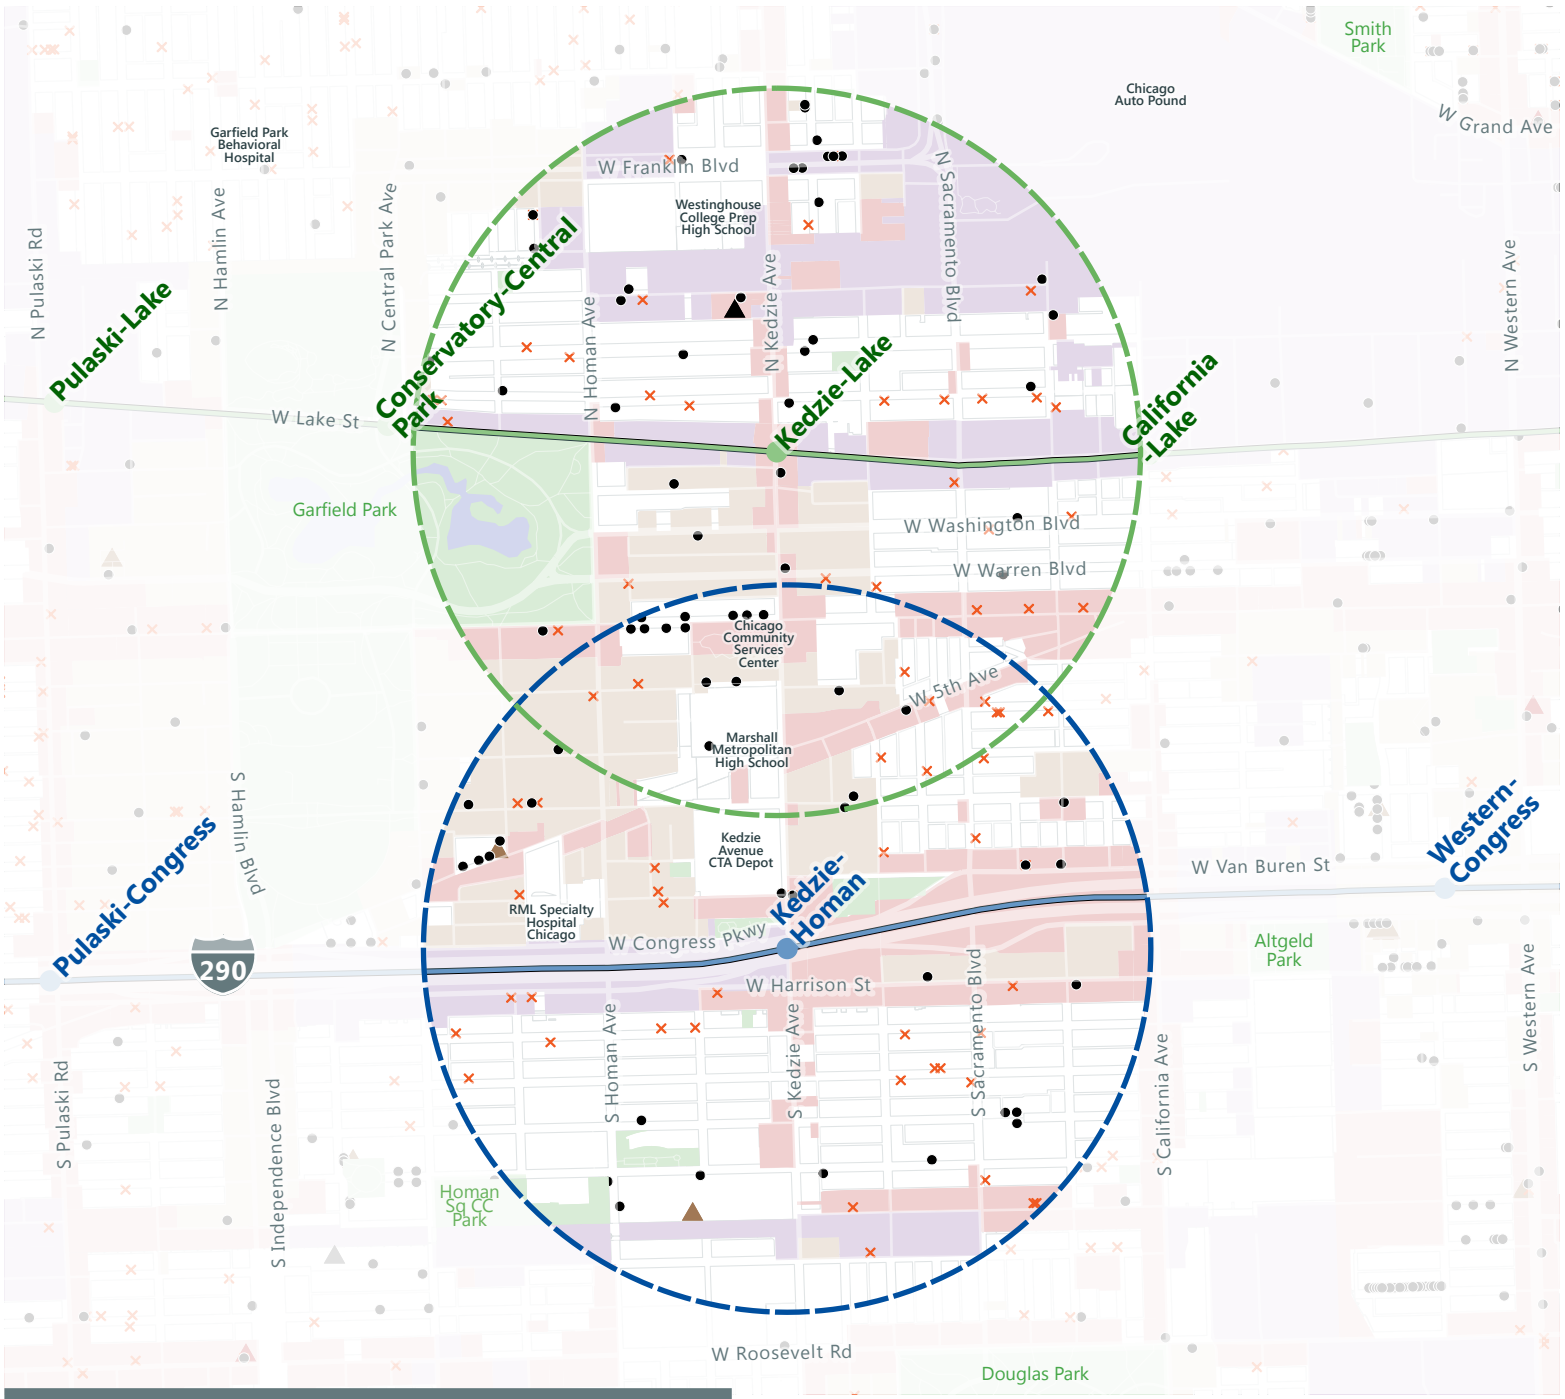 Smith
Park
Chicago
Auto Pound
W Grand Ave
Garfield Park
Behavioral
Hospital
W Franklin Blvd
N Sacramento Blvd
Westinghouse
College Prep
High School
N Pulaski Rd
N Hamlin Ave
N Central Park Ave
N Homan Ave
N Kedzie Ave
N Western Ave
Pulaski-Lake
Conservatory-Central
Park
Kedzie-Lake
California
-Lake
W Lake St
Garfield Park
W Washington Blvd
W Warren Blvd
Chicago
Community
Services
Center
W 5th Ave
Marshall
Metropolitan
High School
S Hamlin Blvd
Kedzie
Avenue
CTA Depot
Western-
Congress
W Van Buren St
Pulaski-Congress
Kedzie-
Homan
RML Specialty
Hospital
Chicago
W Congress Pkwy
290
Altgeld
Park
W Harrison St
S Pulaski Rd
S Independence Blvd
S Homan Ave
S Kedzie Ave
S Sacramento Blvd
S California Ave
S Western Ave
Homan
Sq CC
Park
W Roosevelt Rd
Douglas Park